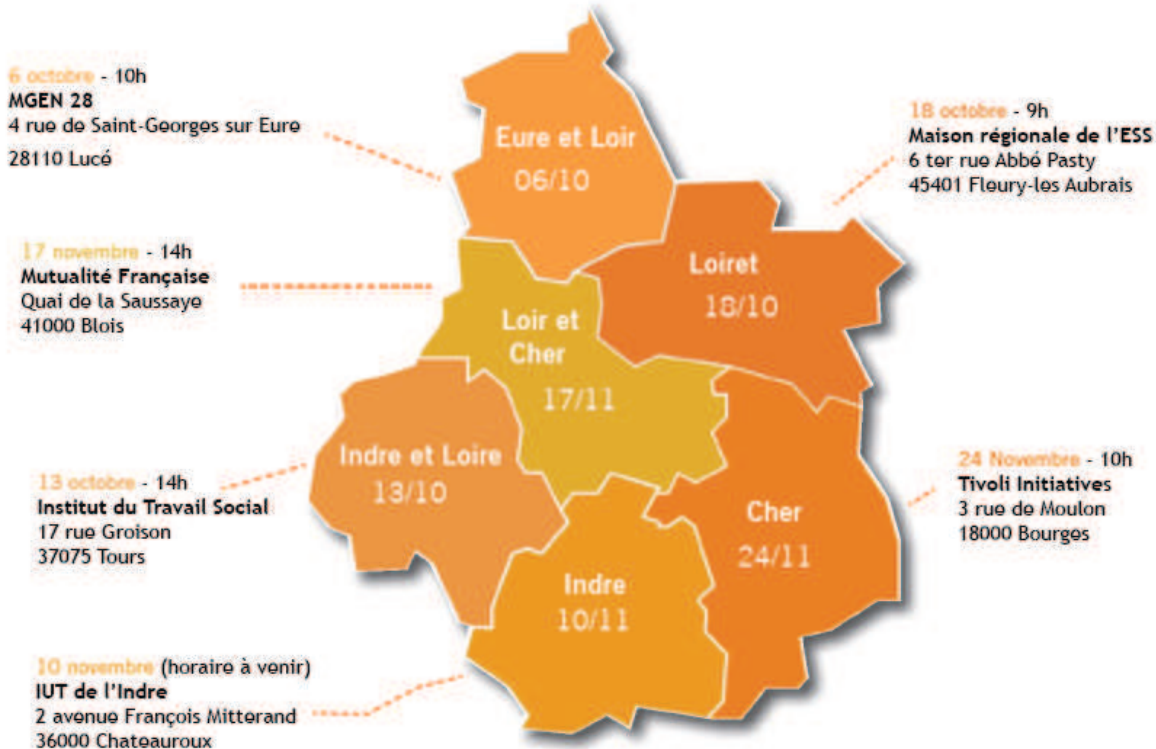 6 octobre - 10h
MGEN 28
4 rue de Saint-Georges sur Eure
28110 Lucé
18 octobre - 9h
Maison régionale de l'ESS
6 ter rue Abbé Pasty
45401 Fleury-les Aubrais
17 novembre - 14h
Mutualité Française
Quai de la Saussaye
41000 Blois
13 octobre - 14h
Institut du Travail Social
17 rue Groison
37075 Tours
24 Novembre - 10h
Tivoli Initiatives
3 rue de Moulon
18000 Bourges
10 novembre (horaire à venir)
IUT de l'Indre
2 avenue François Mitterand
36000 Chateauroux
Eure et Loir
06/10
Loiret
18/10
Loir et
Cher
17/11
Indre et Loire
13/10
Cher
24/11
Indre
10/11